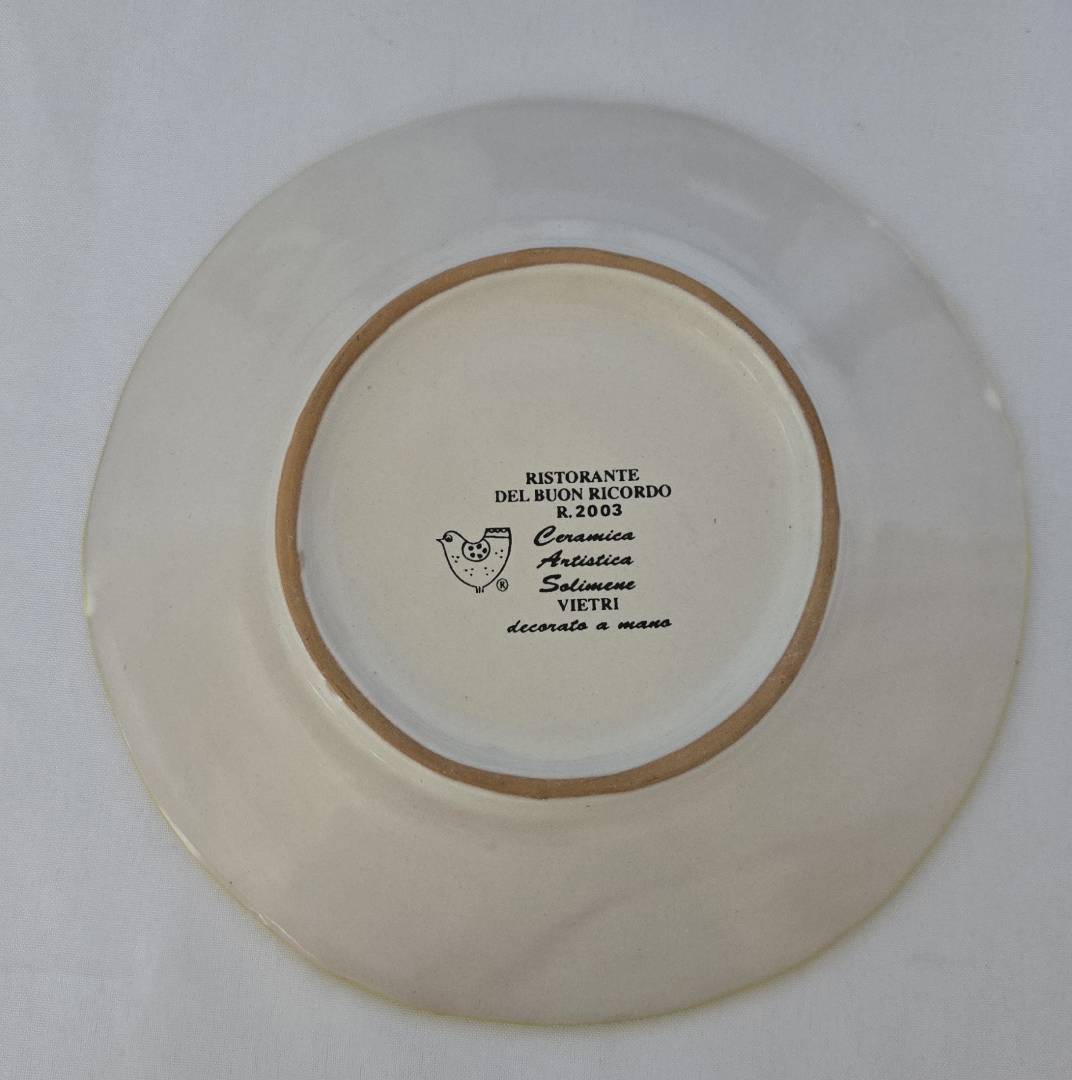 RISTORANTE
DEL BUON RICORDO
R.2003
Ceramica
Artistica
Solimene
®
VIETRI
decorato a mano